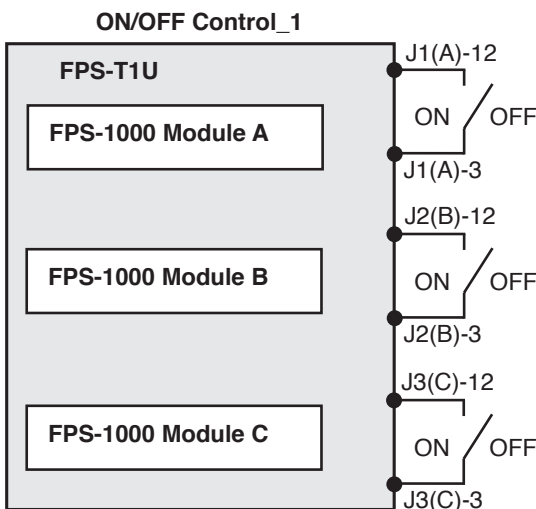 ON/OFF Control_1
FPS-T1U
J1(A)-12
FPS-1000 Module A
ON OFF
J1(A)-3
J2(B)-12
FPS-1000 Module B
ON OFF
J2(B)-3
J3(C)-12
FPS-1000 Module C
ON OFF
J3(C)-3